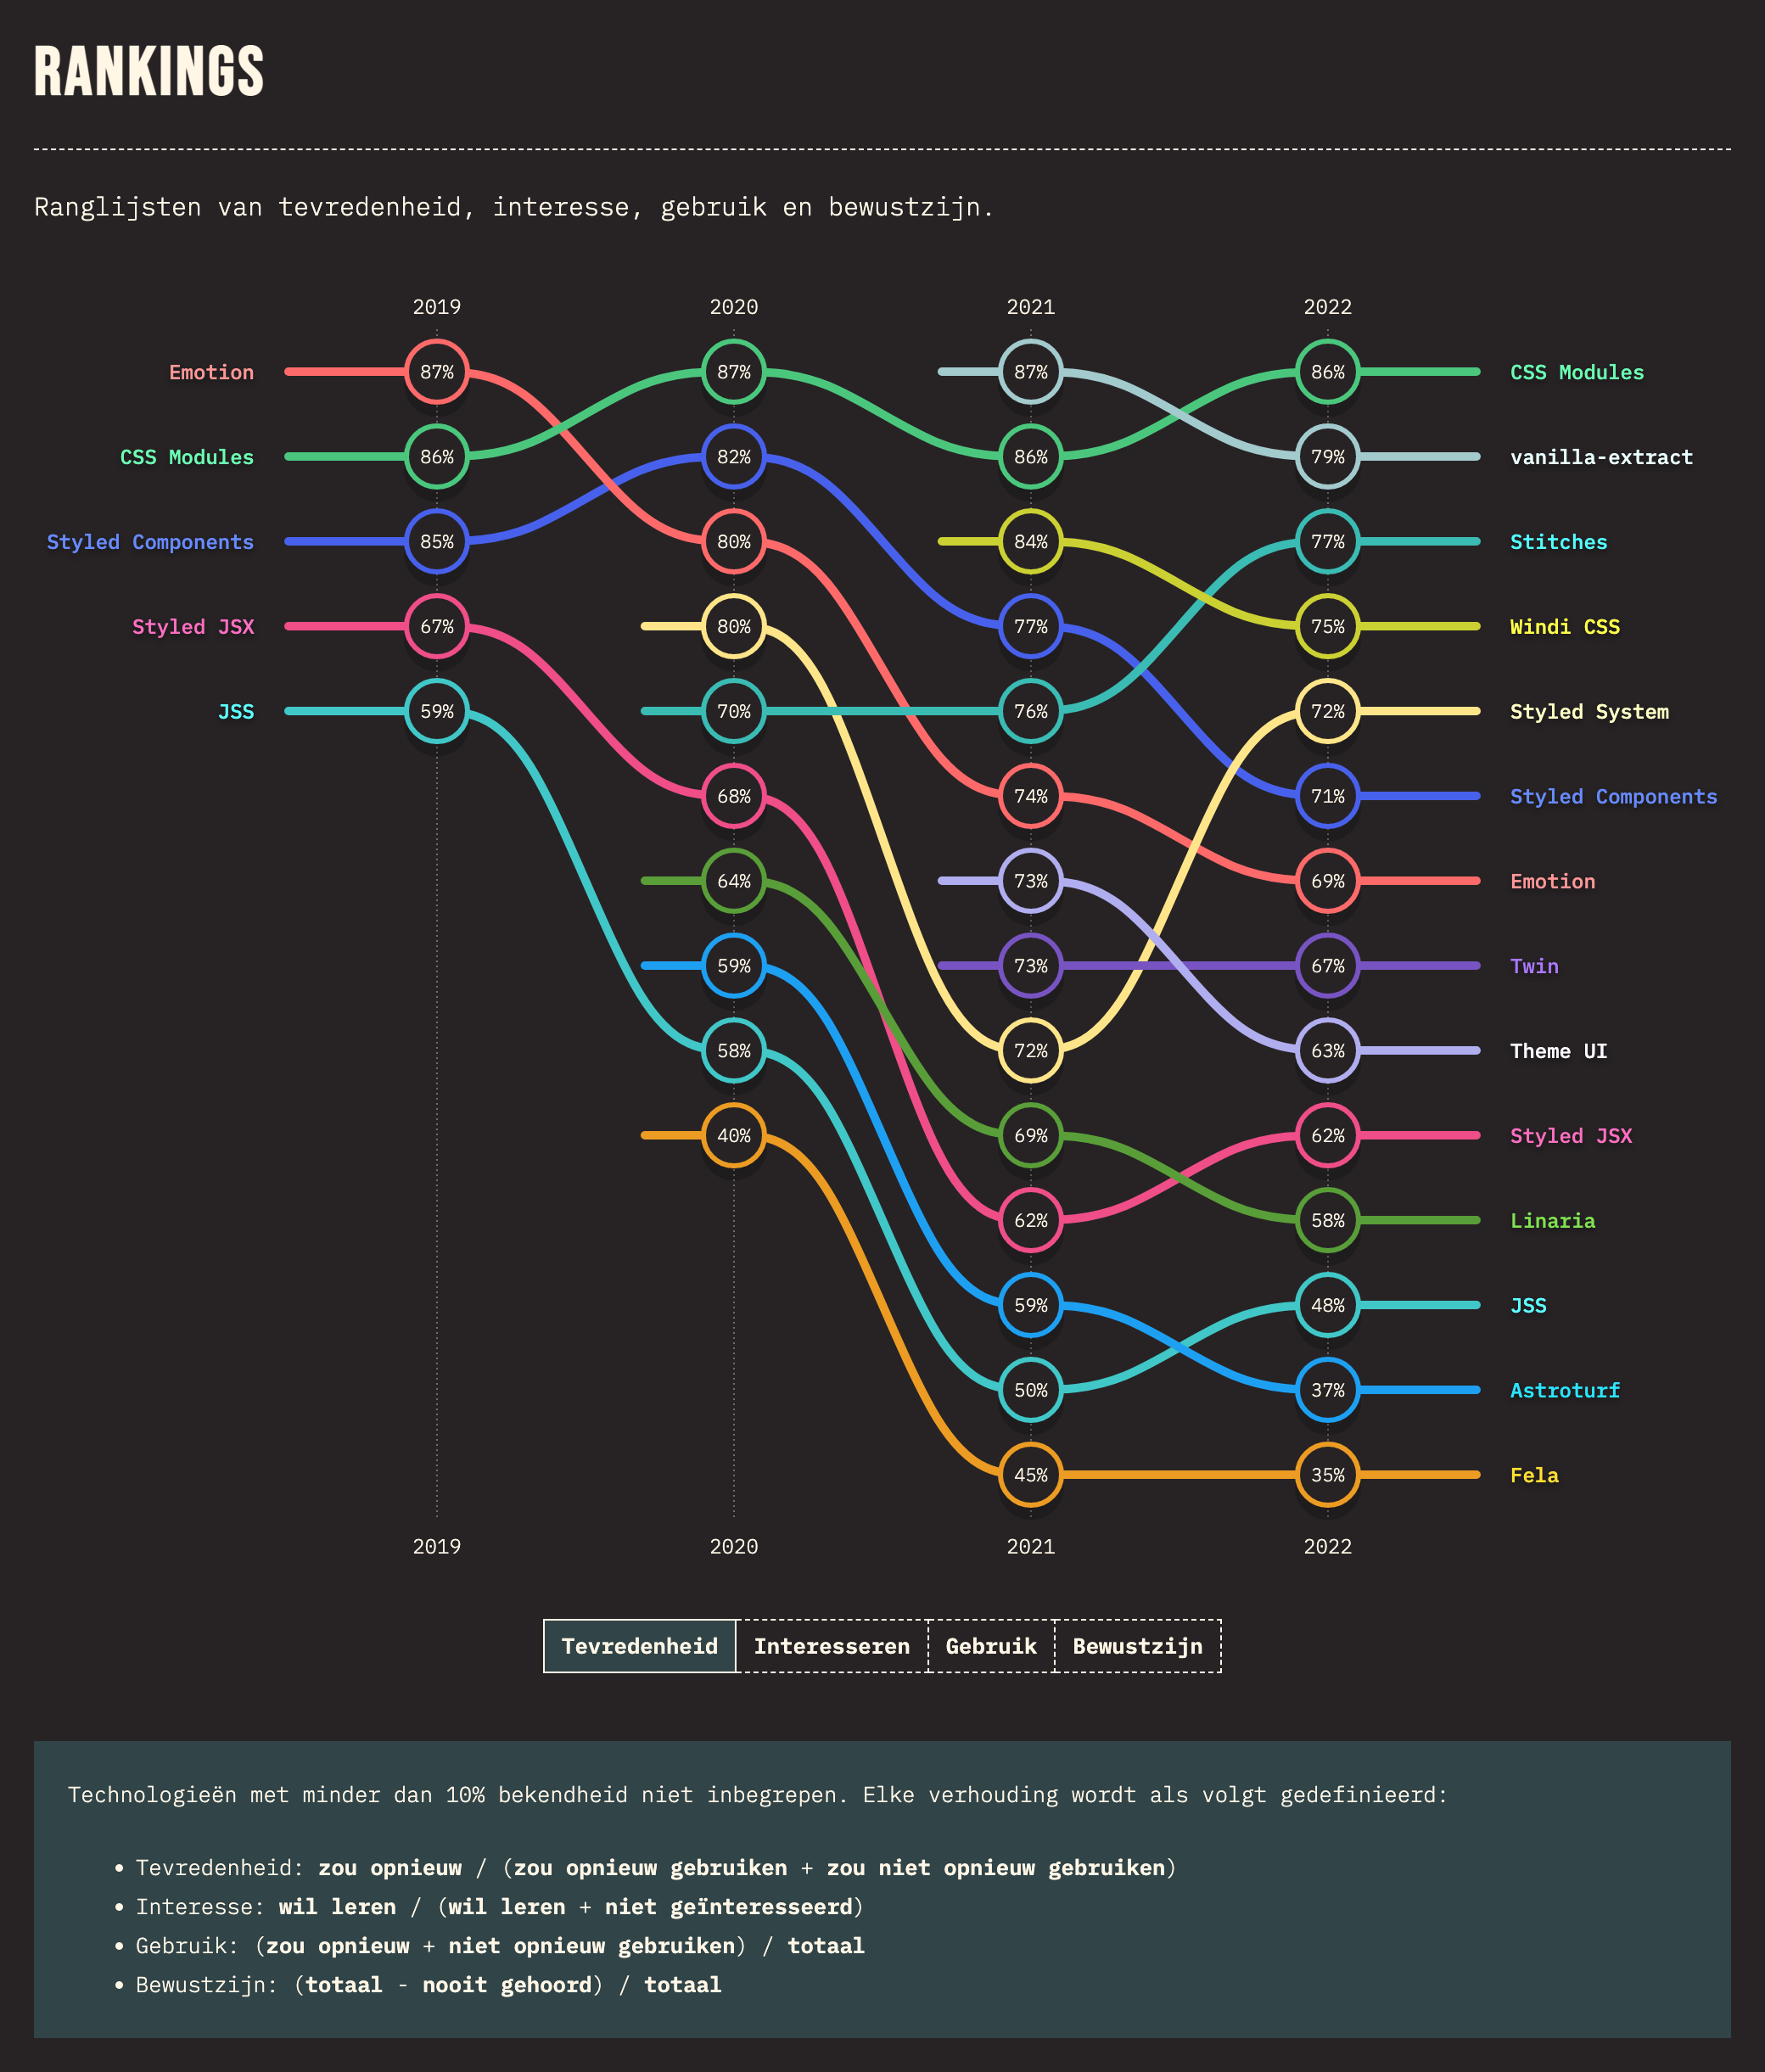 RANKINGS
Ranglijsten van tevredenheid, interesse, gebruik en bewustzijn.
2019 2020 2021 2022
Emotion 87% 87% 87% 86% CSS Modules
CSS Modules 86% 82% 86% 79% vanilla-extract
Styled Components 85% 80% 84% 77% Stitches
Styled JSX 67% 80% 77% 75% Windi CSS
JSS 59% 70% 76% 72% Styled System
68% 74% 71% Styled Components
64% 73% 69% Emotion
59% 73% 67% Twin
58% 72% 63% Theme UI
40% 69% 62% Styled JSX
62% 58% Linaria
59% 48% JSS
50% 37% Astroturf
45% 35% Fela
2019 2020 2021 2022
Tevredenheid Interesseren Gebruik Bewustzijn
Technologieën met minder dan 10% bekendheid niet inbegrepen. Elke verhouding wordt als volgt gedefinieerd:
• Tevredenheid: zou opnieuw / (zou opnieuw gebruiken + zou niet opnieuw gebruiken)
• Interesse: wil leren / (wil leren + niet geïnteresseerd)
• Gebruik: (zou opnieuw + niet opnieuw gebruiken) / totaal
• Bewustzijn: (totaal - nooit gehoord) / totaal